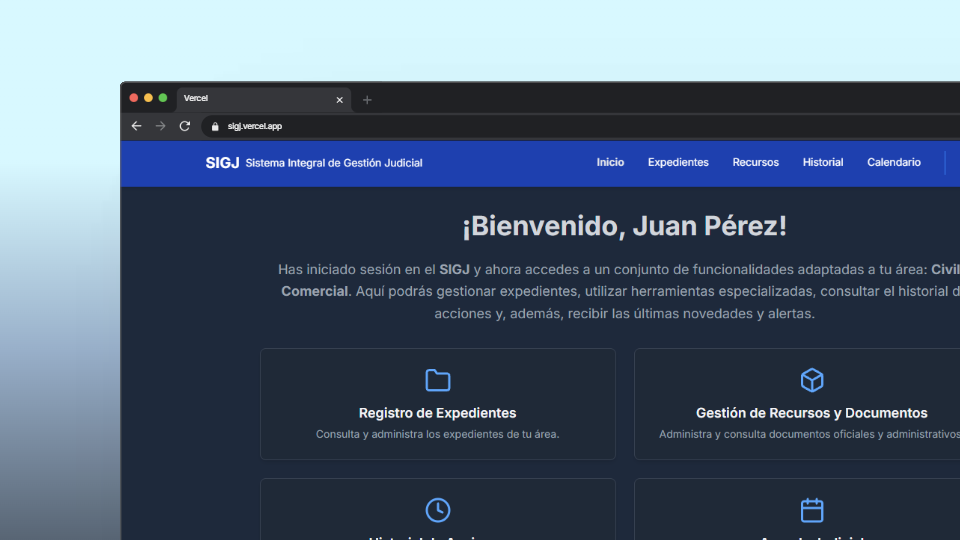 Vercel
sigj.vercel.app
SIGJ Sistema Integral de Gestión Judicial
Inicio Expedientes Recursos Historial Calendario
¡Bienvenido, Juan Pérez!
Has iniciado sesión en el SIGJ y ahora accedes a un conjunto de funcionalidades adaptadas a tu área: Civil
Comercial. Aquí podrás gestionar expedientes, utilizar herramientas especializadas, consultar el historial d
acciones y, además, recibir las últimas novedades y alertas.
Registro de Expedientes
Consulta y administra los expedientes de tu área.
Gestión de Recursos y Documentos
Administra y consulta documentos oficiales y administrativos